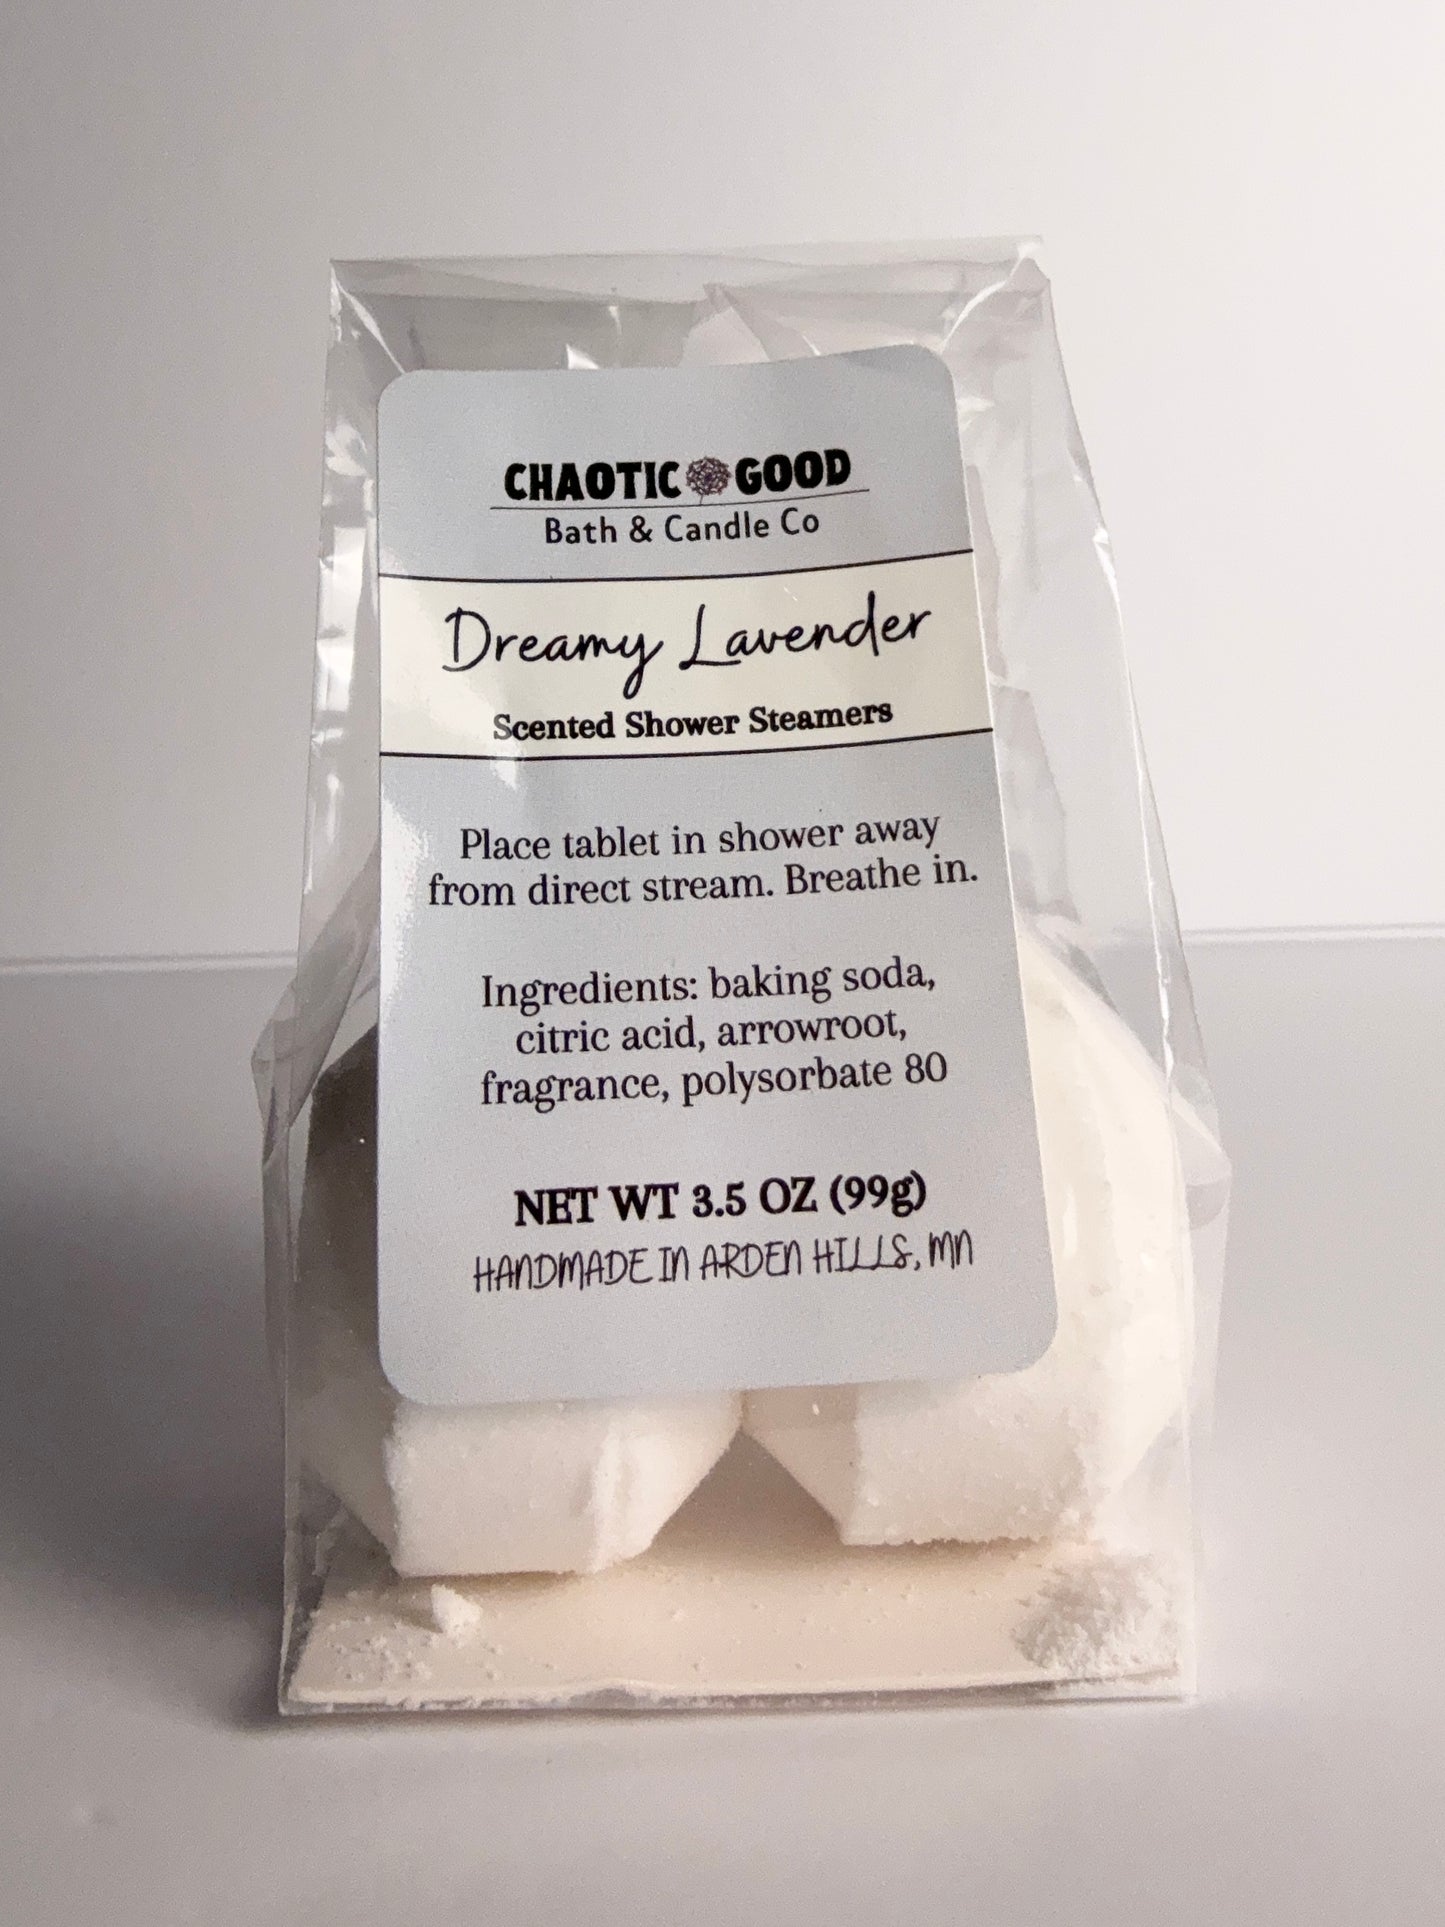 CHAOTIC GOOD
Bath & Candle Co
Dreamy Lavender
Scented Shower Steamers
Place tablet in shower away
from direct stream. Breathe in.
Ingredients: baking soda,
citric acid, arrowroot,
fragrance, polysorbate 80
NET WT 3.5 OZ (99g)
HANDMADE IN ARDEN HILLS, MN